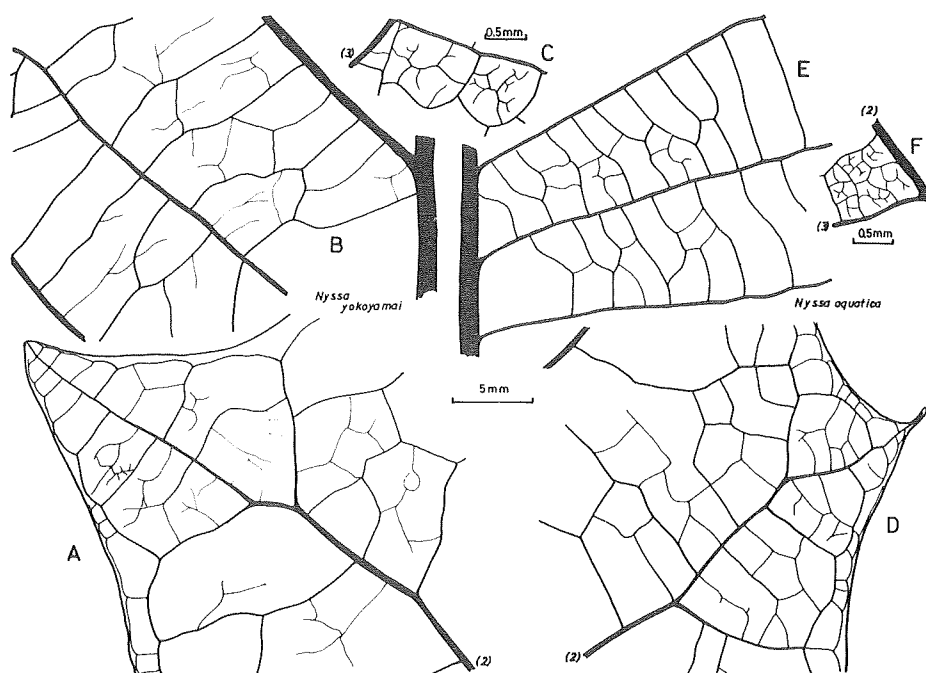 0.5mm
(3)
C
E
(2)
F
(3)
0.5mm
B
Nyssa
yokoyamai
Nyssa aquatica
5mm
A
D
(2)
(2)